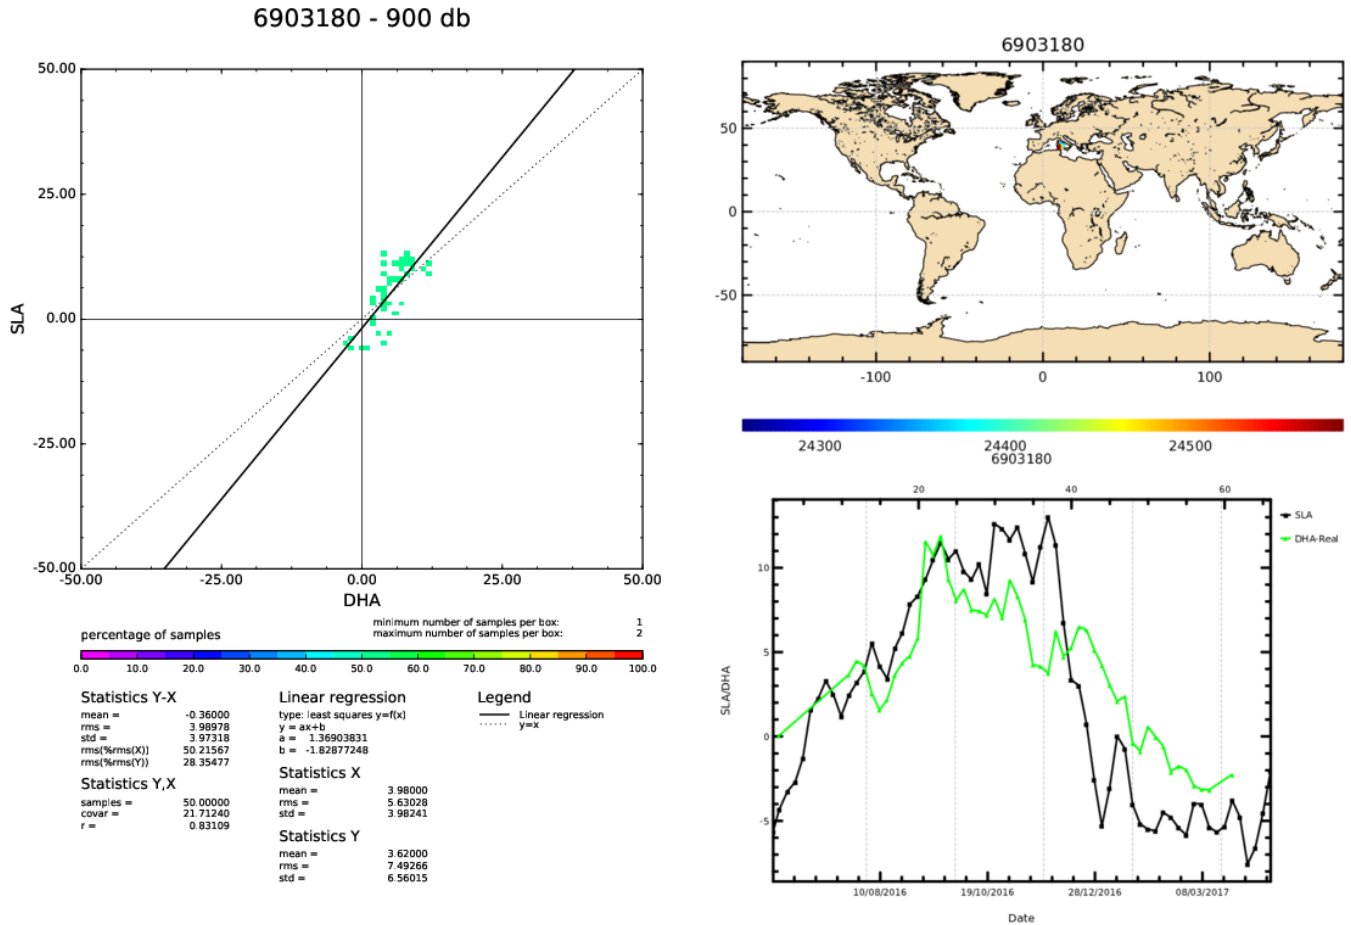 6903180 - 900 db
50.00
25.00
0.00
-25.00
-50.00
SLA
-50.00 -25.00 0.00 25.00 50.00
DHA
minimum number of samples per box: 1
maximum number of samples per box: 2
percentage of samples
0.0 10.0 20.0 30.0 40.0 50.0 60.0 70.0 80.0 90.0 100.0
Statistics Y-X
mean = -0.36000
rms = 3.98978
std = 3.97318
rms(%rms(X)) 50.21567
rms(%rms(Y)) 28.35477
Statistics Y,X
samples = 50.00000
covar = 21.71240
r = 0.83109
Linear regression
type: least squares y=f(x)
y = ax+b
a = 1.36903831
b = -1.82877248
Statistics X
mean = 3.98000
rms = 5.63028
std = 3.98241
Statistics Y
mean = 3.62000
rms = 7.49266
std = 6.56015
Legend
Linear regression
y=x
6903180
50
0
-50
-100 0 100
24300 24400 24500
6903180
20 40 60
10
5
0
-5
SLA/DHA
10/08/2016 19/10/2016 28/12/2016 08/03/2017
Date
SLA
DHA-Real